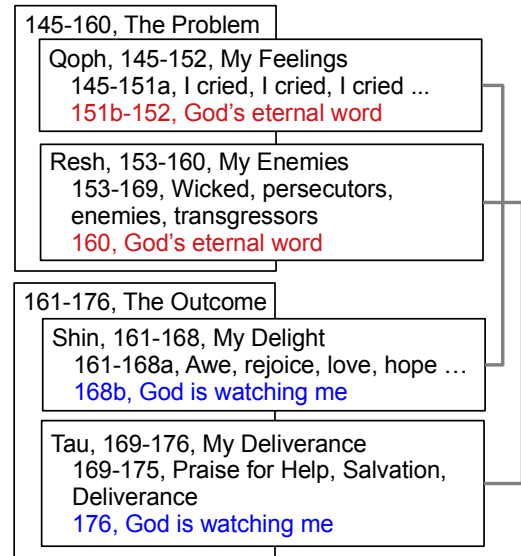 145-160, The Problem
Qoph, 145-152, My Feelings
145-151a, I cried, I cried, I cried ...
151b-152, God’s eternal word
Resh, 153-160, My Enemies
153-169, Wicked, persecutors,
enemies, transgressors
160, God’s eternal word
161-176, The Outcome
Shin, 161-168, My Delight
161-168a, Awe, rejoice, love, hope …
168b, God is watching me
Tau, 169-176, My Deliverance
169-175, Praise for Help, Salvation,
Deliverance
176, God is watching me